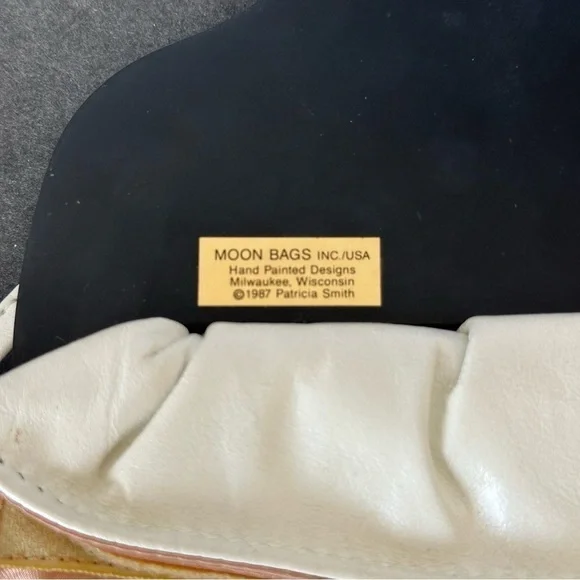 MOON BAGS INC./USA
Hand Painted Designs
Milwaukee, Wisconsin
©1987 Patricia Smith